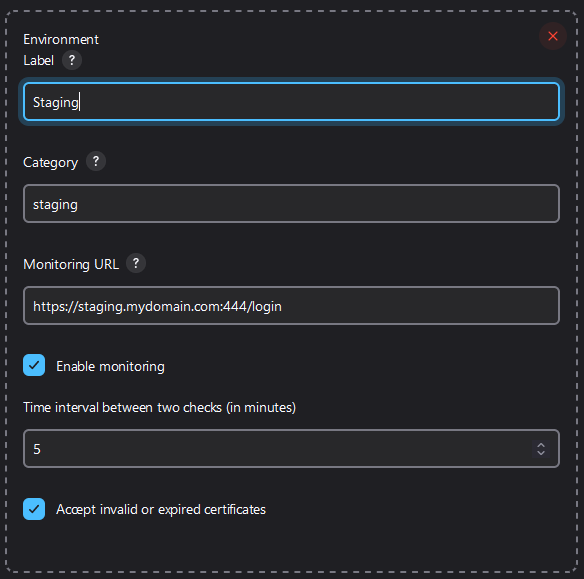 Environment
Label ?
Staging
Category ?
staging
Monitoring URL ?
https://staging.mydomain.com:444/login
Enable monitoring
Time interval between two checks (in minutes)
5
Accept invalid or expired certificates